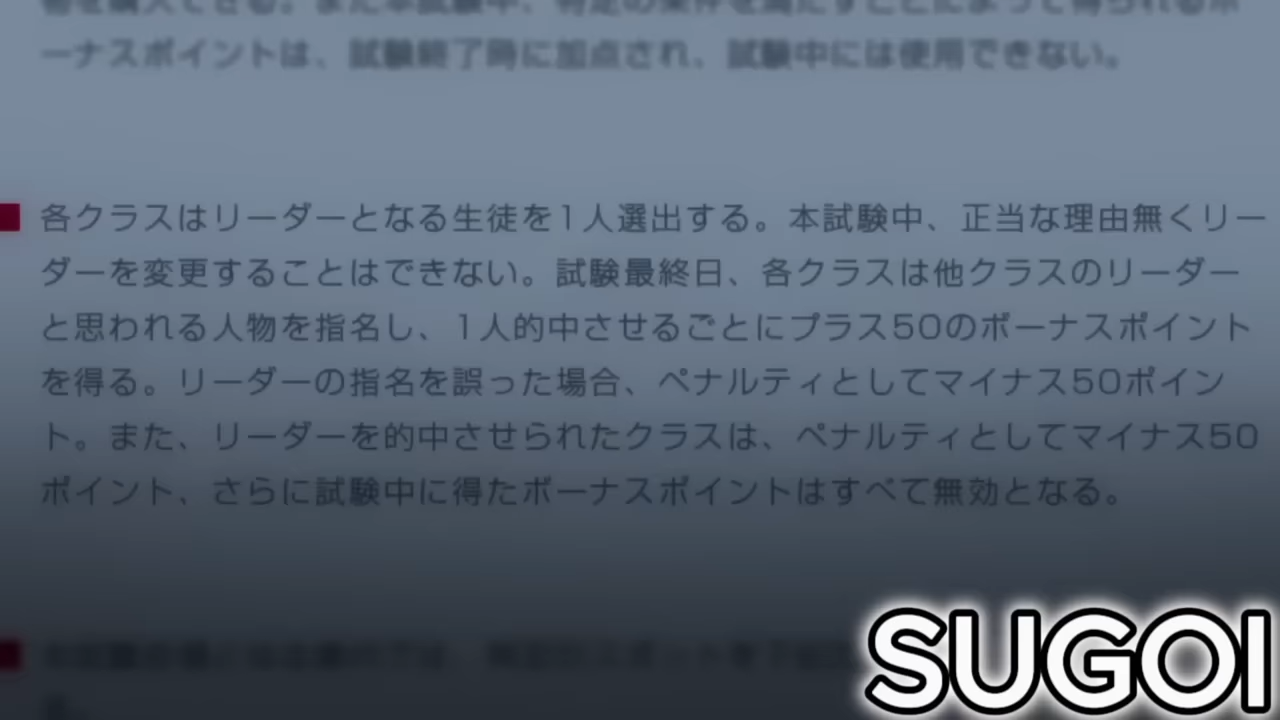 ーナスポイントは、試験終了時に加点され、試験中には使用できない。
各クラスはリーダーとなる生徒を1人選出する。本試験中、正当な理由無くリー
ダーを変更することはできない。試験最終日、各クラスは他クラスのリーダー
と思われる人物を指名し、1人的中させるごとにプラス50のボーナスポイント
を得る。リーダーの指名を誤った場合、ペナルティとしてマイナス50ポイン
ト。また、リーダーを的中させられたクラスは、ペナルティとしてマイナス50
ポイント、さらに試験中に得たボーナスポイントはすべて無効となる。
SUGOI